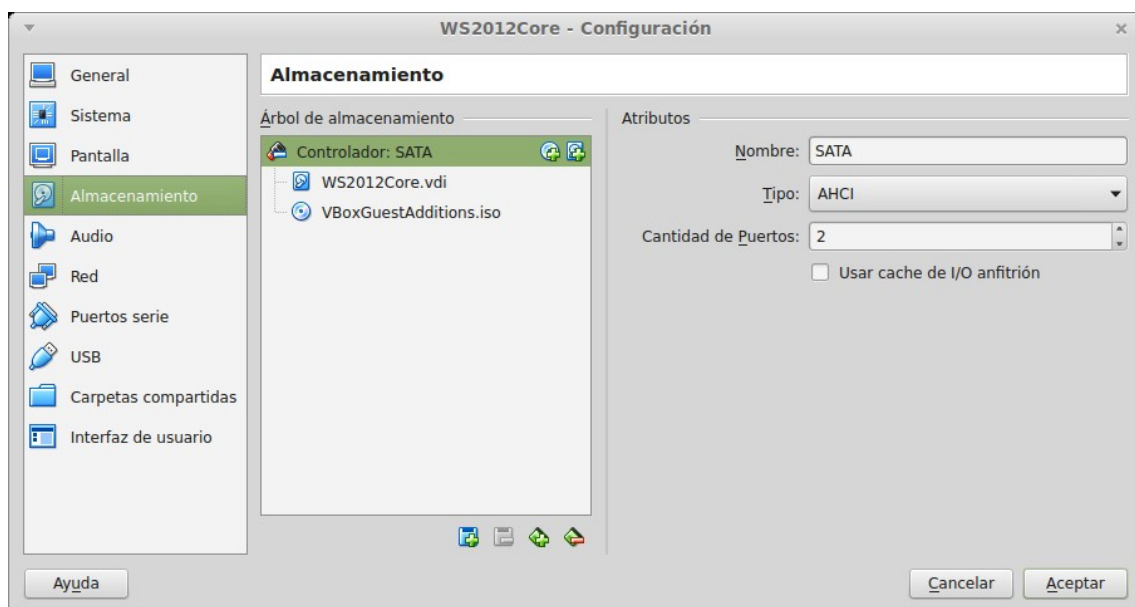 WS2012Core - Configuración
General
Sistema
Pantalla
Almacenamiento
Audio
Red
Puertos serie
USB
Carpetas compartidas
Interfaz de usuario
Almacenamiento
Árbol de almacenamiento
Controlador: SATA
WS2012Core.vdi
VBoxGuestAdditions.iso
Atributos
Nombre: SATA
Tipo: AHCI
Cantidad de Puertos: 2
Usar cache de I/O anfitrión
Ayuda
Cancelar
Aceptar